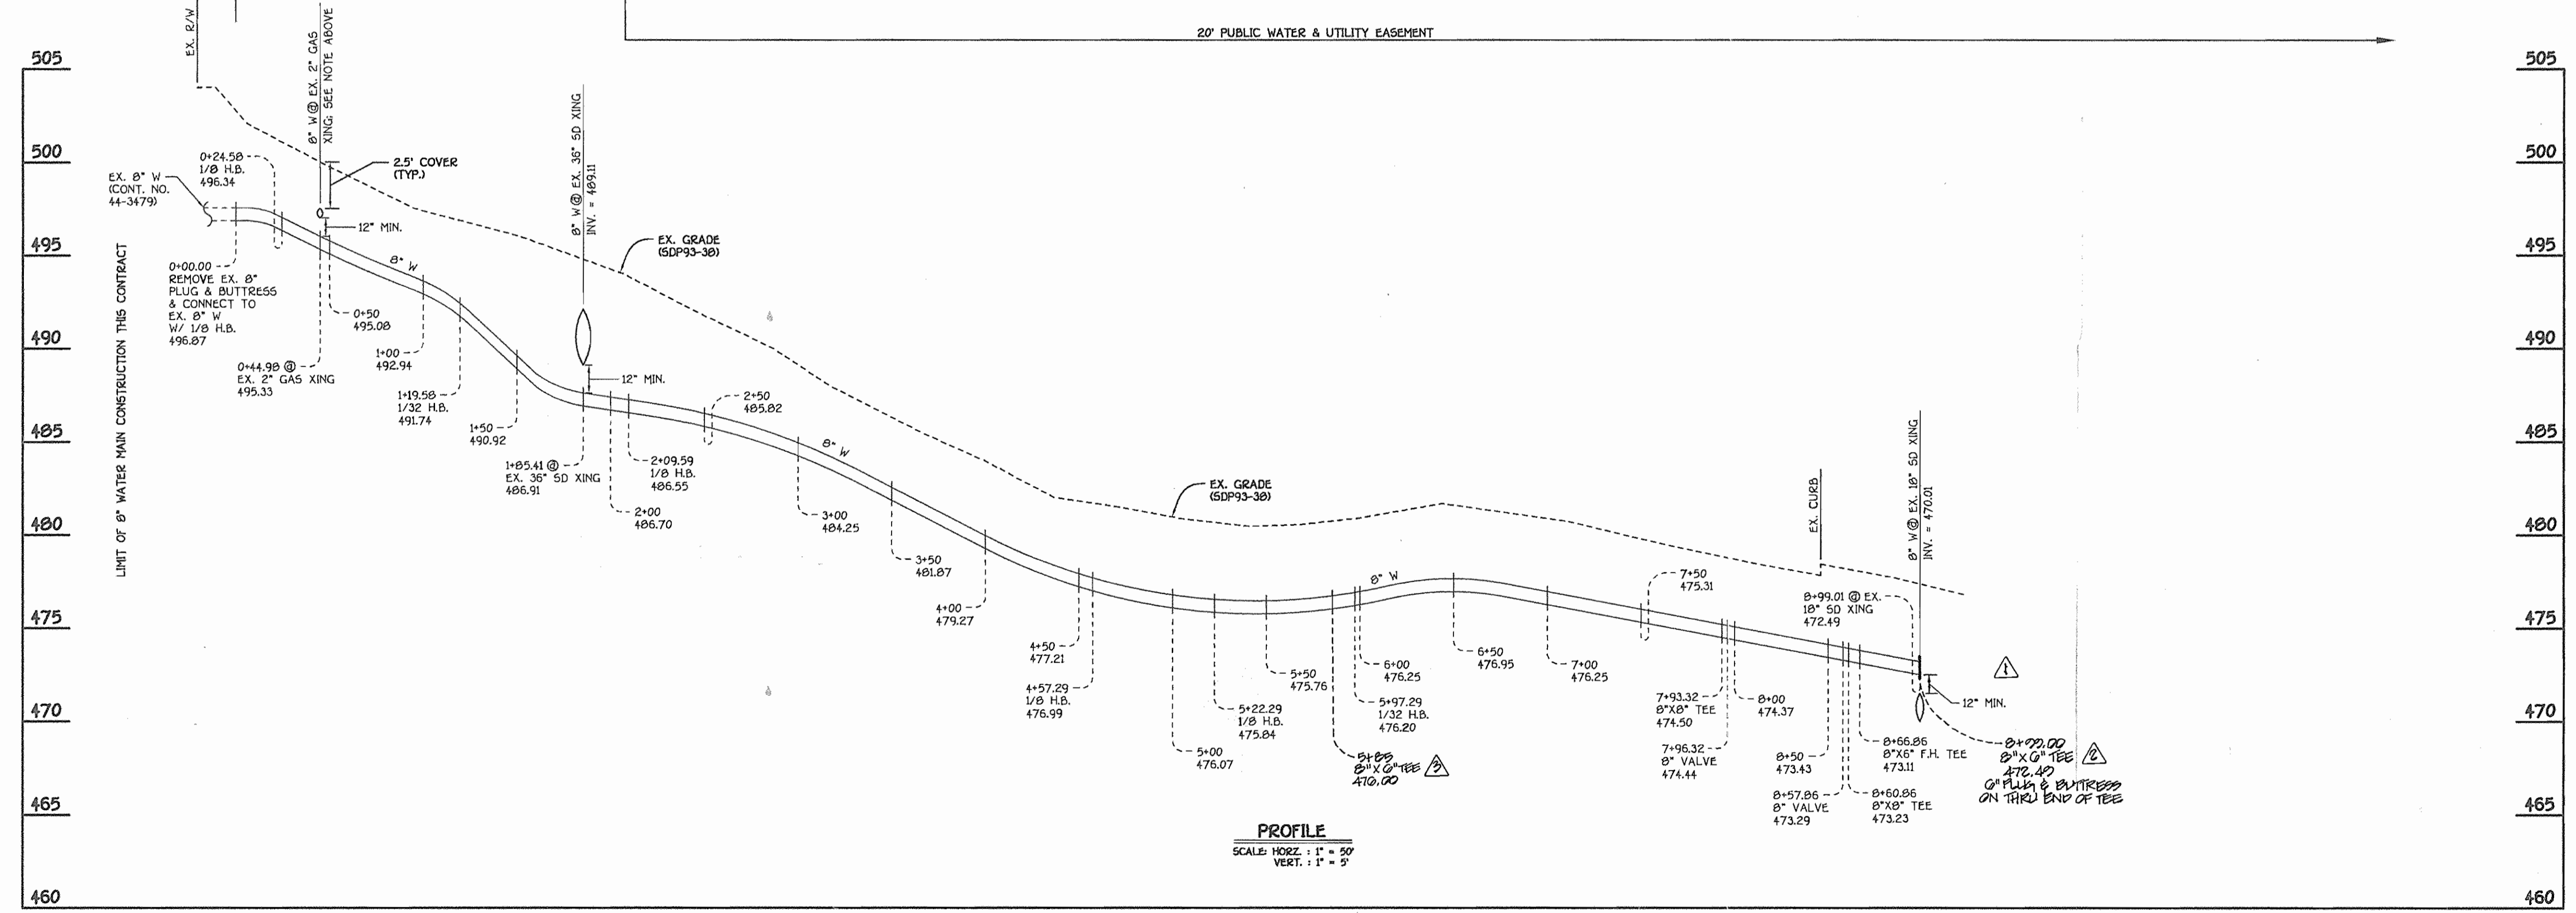 20' PUBLIC WATER & UTILITY EASEMENT
EX. R/W
8" W @ EX. 2" GAS
XING; SEE NOTE ABOVE
505
505
500
500
495
495
490
490
485
485
480
480
475
475
470
470
465
465
460
460
LIMIT OF 8" WATER MAIN CONSTRUCTION THIS CONTRACT
EX. 8" W
(CONT. NO.
44-3479)
0+24.58
1/8 H.B.
496.34
2.5' COVER
(TYP.)
12" MIN.
8" W @ EX. 36" SD XING
INV. = 489.11
EX. GRADE
(SDP93-38)
0+00.00
REMOVE EX. 8"
PLUG & BUTTRESS
& CONNECT TO
EX. 8" W
W/ 1/8 H.B.
496.87
0+44.98 @
EX. 2" GAS XING
495.33
0+50
495.08
8" W
1+00
492.94
1+19.58
1/32 H.B.
491.74
1+50
490.92
12" MIN.
1+85.41 @
EX. 36" SD XING
486.91
2+00
486.70
2+09.59
1/8 H.B.
486.55
2+50
485.82
8" W
3+00
484.25
3+50
481.87
4+00
479.27
EX. GRADE
(SDP93-38)
4+50
477.21
4+57.29
1/8 H.B.
476.99
5+00
476.07
5+22.29
1/8 H.B.
475.84
5+50
475.76
5+85
8"X6" TEE
476.00
3
8" W
6+00
476.25
5+97.29
1/32 H.B.
476.20
6+50
476.95
7+00
476.25
7+50
475.31
7+93.32
8"X8" TEE
474.50
7+96.32
8" VALVE
474.44
8+00
474.37
EX. CURB
8" W @ EX. 18" SD XING
INV. = 470.01
8+99.01 @ EX.
18" SD XING
472.49
8+50
473.43
8+57.86
8" VALVE
473.29
8+60.86
8"X8" TEE
473.23
8+66.86
8"X6" F.H. TEE
473.11
12" MIN.
1
8+99.00
8"X6" TEE
472.49
6" PLUG & BUTTRESS
ON THRU END OF TEE
2
PROFILE
SCALE: HORZ. : 1" = 50'
VERT. : 1" = 5'